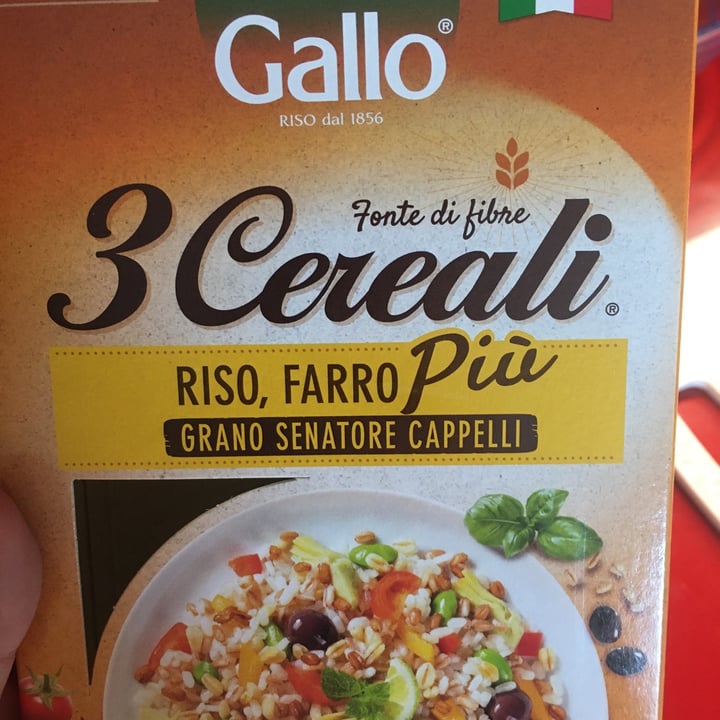 Gallo®
RISO dal 1856
Fonte di fibre
3 Cereali®
RISO, FARRO Più
GRANO SENATORE CAPPELLI